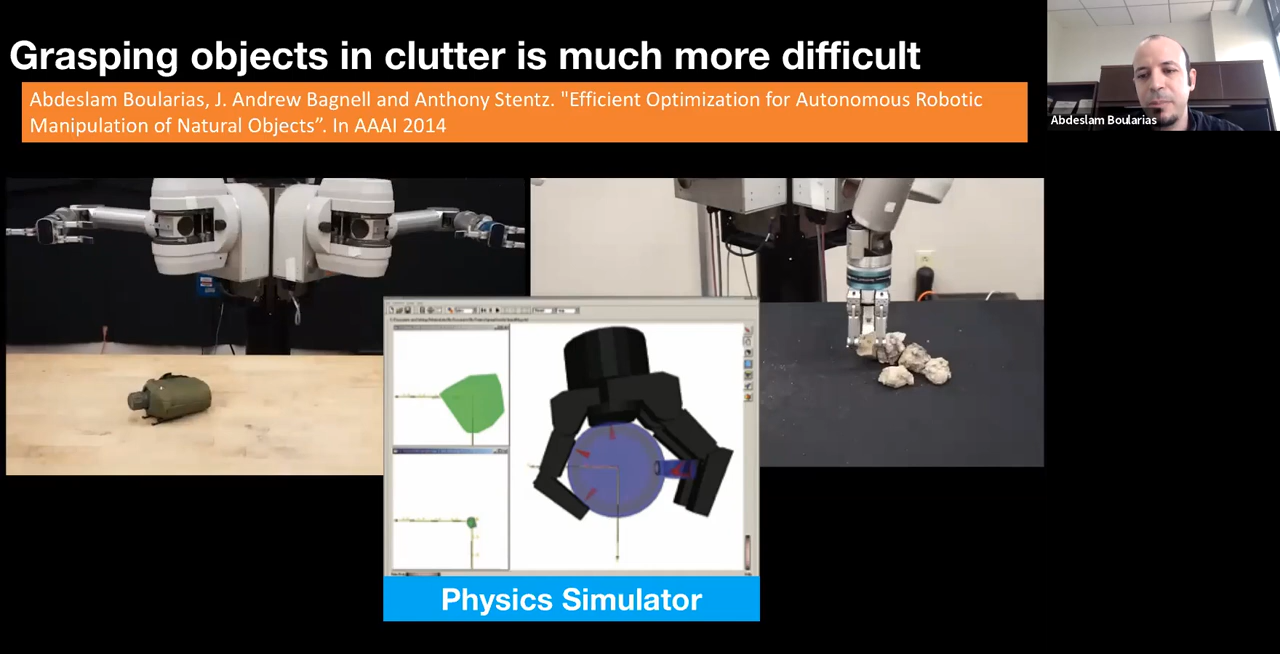 Grasping objects in clutter is much more difficult
Abdeslam Boularias, J. Andrew Bagnell and Anthony Stentz. "Efficient Optimization for Autonomous Robotic
Manipulation of Natural Objects”. In AAAI 2014
Abdeslam Boularias
Physics Simulator